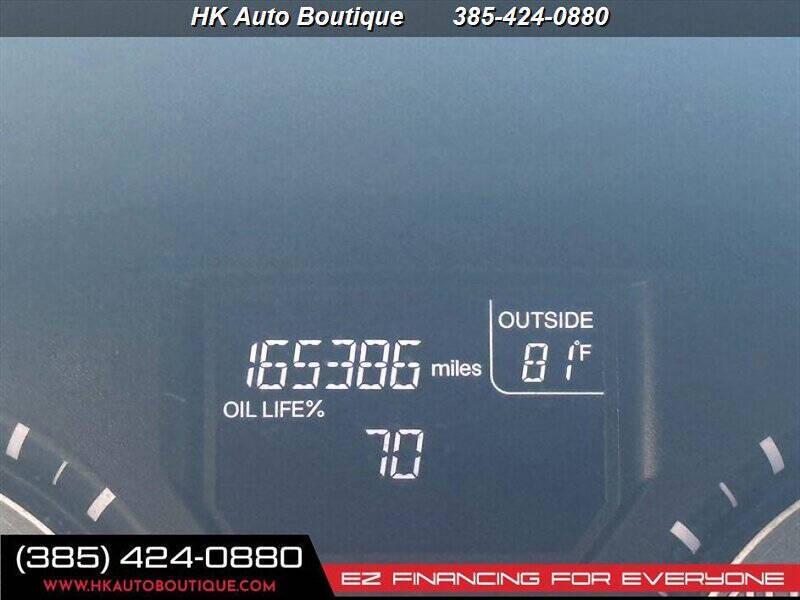 HK Auto Boutique 385-424-0880
OUTSIDE
165386 miles 81°F
OIL LIFE%
70
(385) 424-0880
WWW.HKAUTOBOUTIQUE.COM
EZ FINANCING FOR EVERYONE